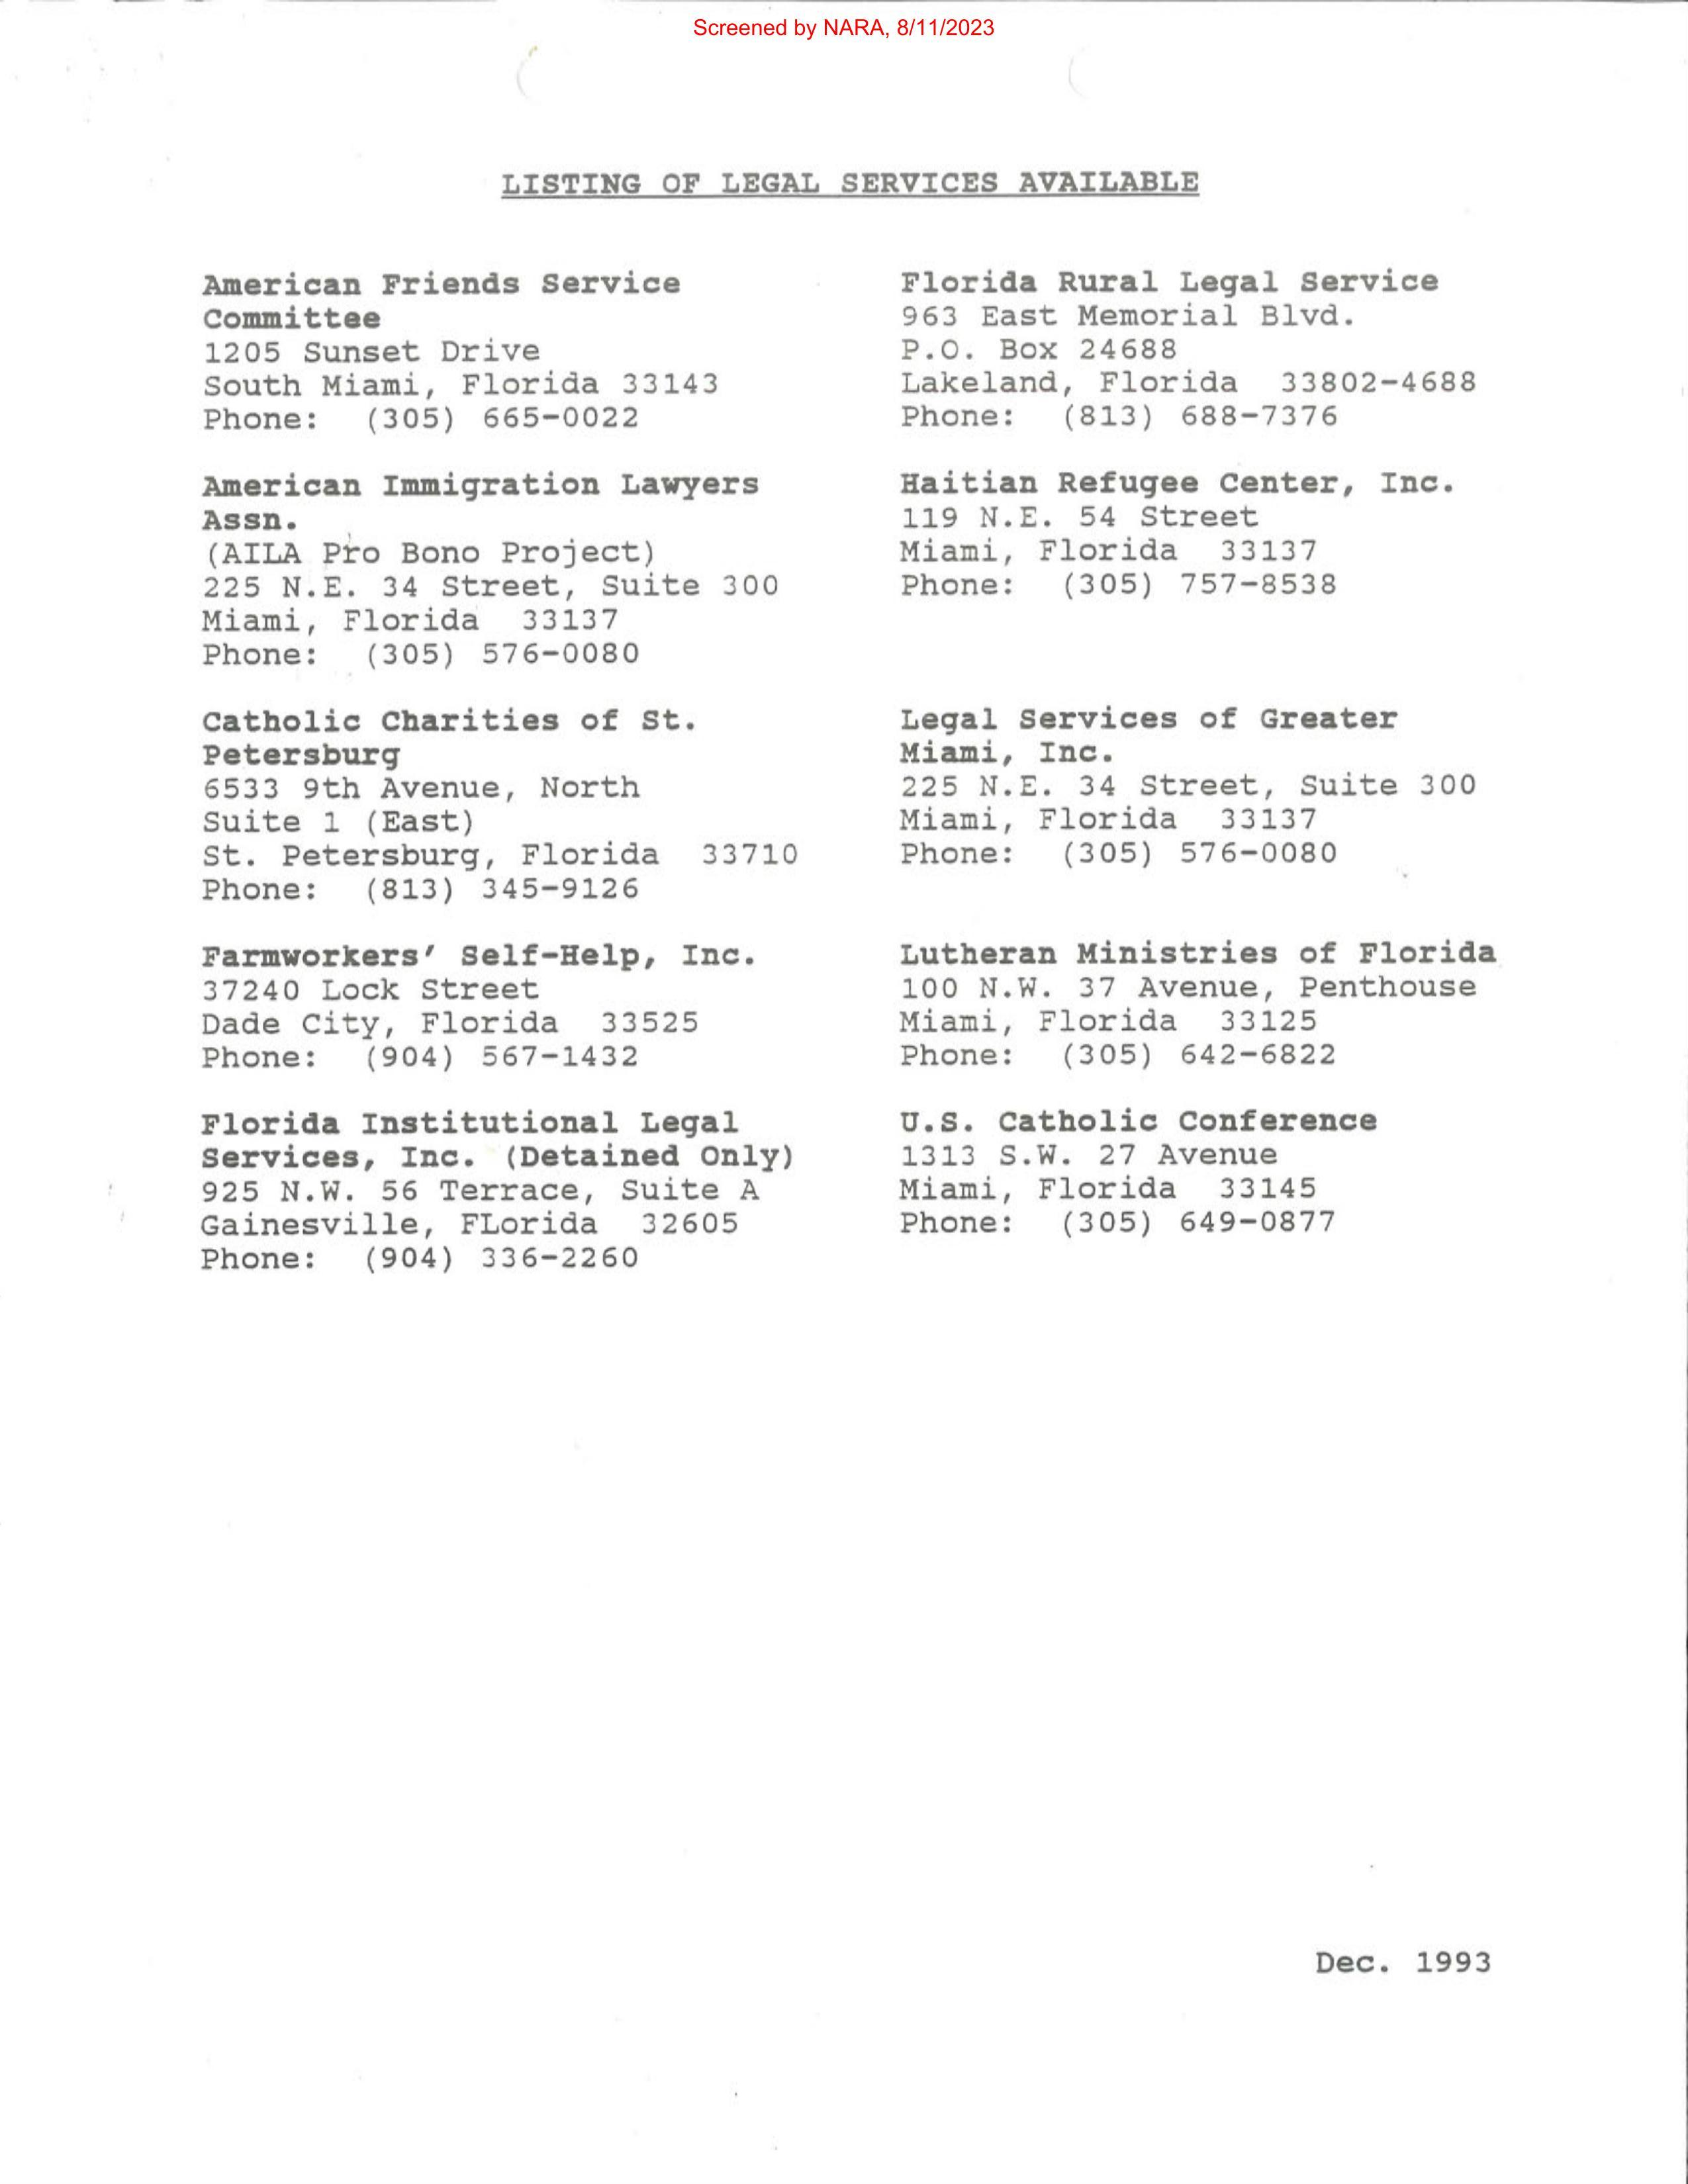 Screened by NARA, 8/11/2023
LISTING OF LEGAL SERVICES AVAILABLE
American Friends Service
Committee
1205 Sunset Drive
South Miami, Florida 33143
Phone: (305) 665-0022
American Immigration Lawyers
Assn.
(AILA Pro Bono Project)
225 N.E. 34 Street, Suite 300
Miami, Florida 33137
Phone: (305) 576-0080
Catholic Charities of St.
Petersburg
6533 9th Avenue, North
Suite 1 (East)
St. Petersburg, Florida 33710
Phone: (813) 345-9126
Farmworkers' Self-Help, Inc.
37240 Lock Street
Dade City, Florida 33525
Phone: (904) 567-1432
Florida Institutional Legal
Services, Inc. (Detained Only)
925 N.W. 56 Terrace, Suite A
Gainesville, FLorida 32605
Phone: (904) 336-2260
Florida Rural Legal Service
963 East Memorial Blvd.
P.O. Box 24688
Lakeland, Florida 33802-4688
Phone: (813) 688-7376
Haitian Refugee Center, Inc.
119 N.E. 54 Street
Miami, Florida 33137
Phone: (305) 757-8538
Legal Services of Greater
Miami, Inc.
225 N.E. 34 Street, Suite 300
Miami, Florida 33137
Phone: (305) 576-0080
Lutheran Ministries of Florida
100 N.W. 37 Avenue, Penthouse
Miami, Florida 33125
Phone: (305) 642-6822
U.S. Catholic Conference
1313 S.W. 27 Avenue
Miami, Florida 33145
Phone: (305) 649-0877
Dec. 1993